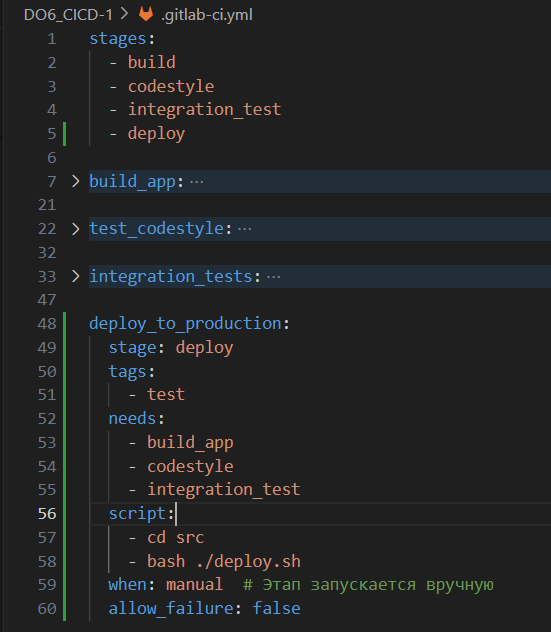 DO6_CICD-1 > .gitlab-ci.yml
1 stages:
2   - build
3   - codestyle
4   - integration_test
5   - deploy
6
7 > build_app: ...
21
22 > test_codestyle: ...
32
33 > integration_tests: ...
47
48 deploy_to_production:
49   stage: deploy
50   tags:
51     - test
52   needs:
53     - build_app
54     - codestyle
55     - integration_test
56   script:
57     - cd src
58     - bash ./deploy.sh
59   when: manual  # Этап запускается вручную
60   allow_failure: false